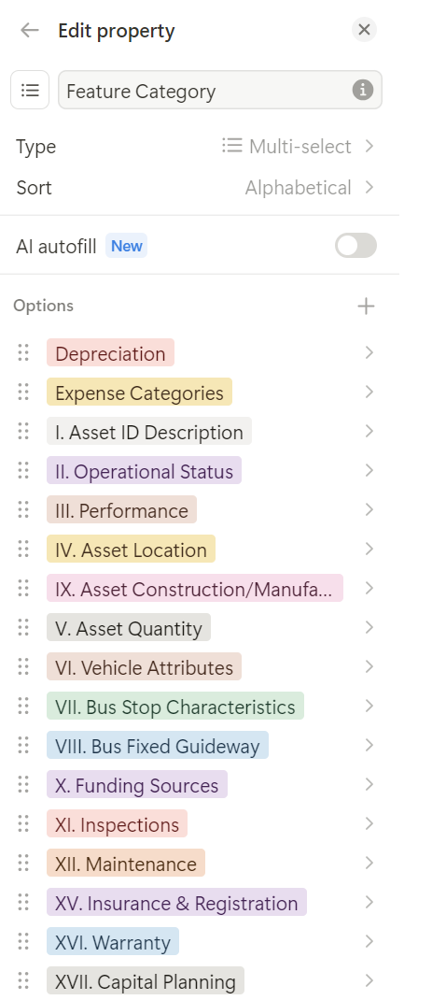 Edit property
Feature Category
Type Multi-select
Sort Alphabetical
AI autofill New
Options
Depreciation
Expense Categories
I. Asset ID Description
II. Operational Status
III. Performance
IV. Asset Location
IX. Asset Construction/Manufa...
V. Asset Quantity
VI. Vehicle Attributes
VII. Bus Stop Characteristics
VIII. Bus Fixed Guideway
X. Funding Sources
XI. Inspections
XII. Maintenance
XV. Insurance & Registration
XVI. Warranty
XVII. Capital Planning